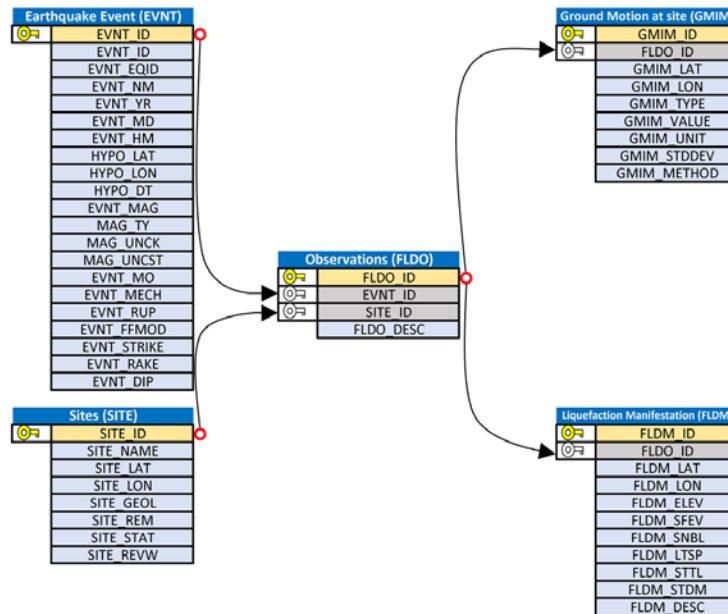 Earthquake Event (EVNT)
EVNT_ID
EVNT_ID
EVNT_EQID
EVNT_NM
EVNT_YR
EVNT_MD
EVNT_HM
HYPO_LAT
HYPO_LON
HYPO_DT
EVNT_MAG
MAG_TY
MAG_UNCK
MAG_UNCST
EVNT_MO
EVNT_MECH
EVNT_RUP
EVNT_FFMOD
EVNT_STRIKE
EVNT_RAKE
EVNT_DIP
Sites (SITE)
SITE_ID
SITE_NAME
SITE_LAT
SITE_LON
SITE_GEOL
SITE_REM
SITE_STAT
SITE_REVW
Observations (FLDO)
FLDO_ID
EVNT_ID
SITE_ID
FLDO_DESC
Ground Motion at site (GMIM
GMIM_ID
FLDO_ID
GMIM_LAT
GMIM_LON
GMIM_TYPE
GMIM_VALUE
GMIM_UNIT
GMIM_STDDEV
GMIM_METHOD
Liquefaction Manifestation (FLDM
FLDM_ID
FLDO_ID
FLDM_LAT
FLDM_LON
FLDM_ELEV
FLDM_SFEV
FLDM_SNBL
FLDM_LTSP
FLDM_STTL
FLDM_STDM
FLDM_DESC